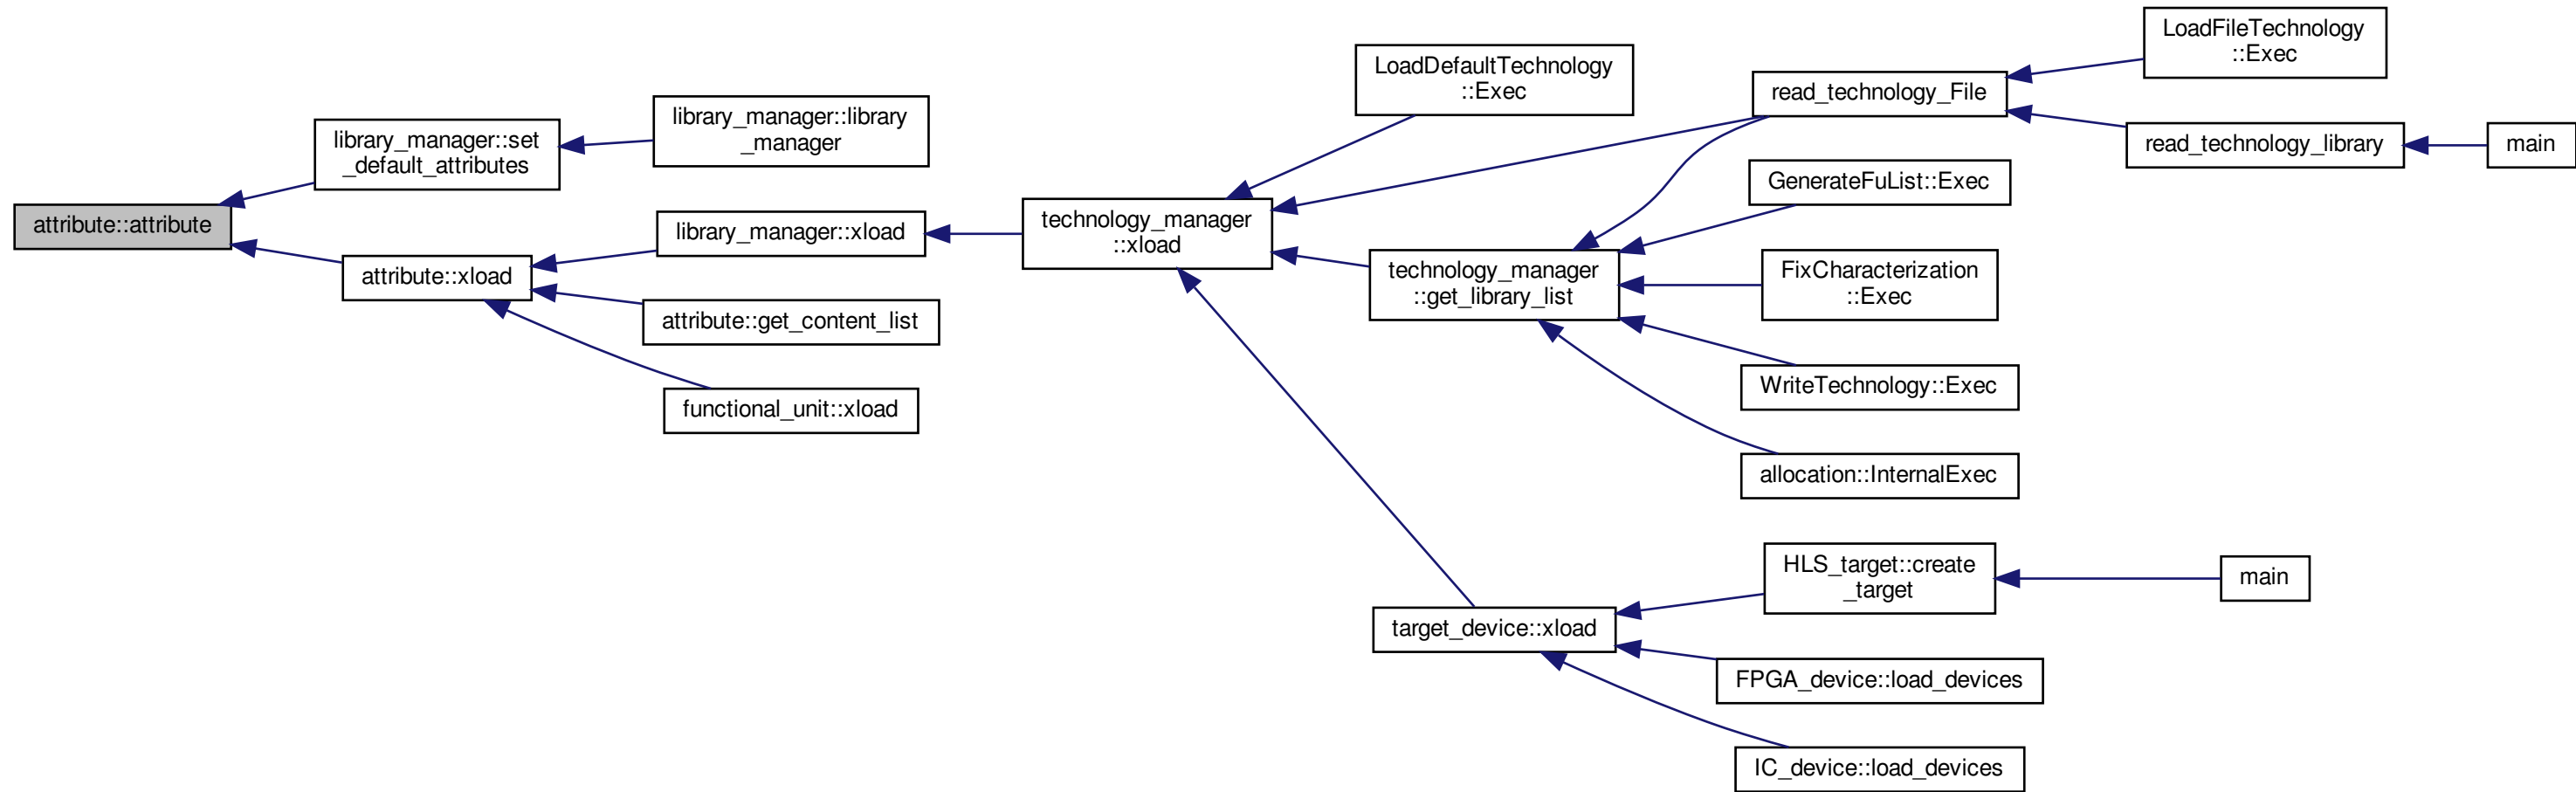 attribute::attribute
library_manager::set
_default_attributes
library_manager::library
_manager
attribute::xload
library_manager::xload
attribute::get_content_list
functional_unit::xload
technology_manager
::xload
LoadDefaultTechnology
::Exec
read_technology_File
LoadFileTechnology
::Exec
read_technology_library
main
technology_manager
::get_library_list
GenerateFuList::Exec
FixCharacterization
::Exec
WriteTechnology::Exec
allocation::InternalExec
target_device::xload
HLS_target::create
_target
main
FPGA_device::load_devices
IC_device::load_devices